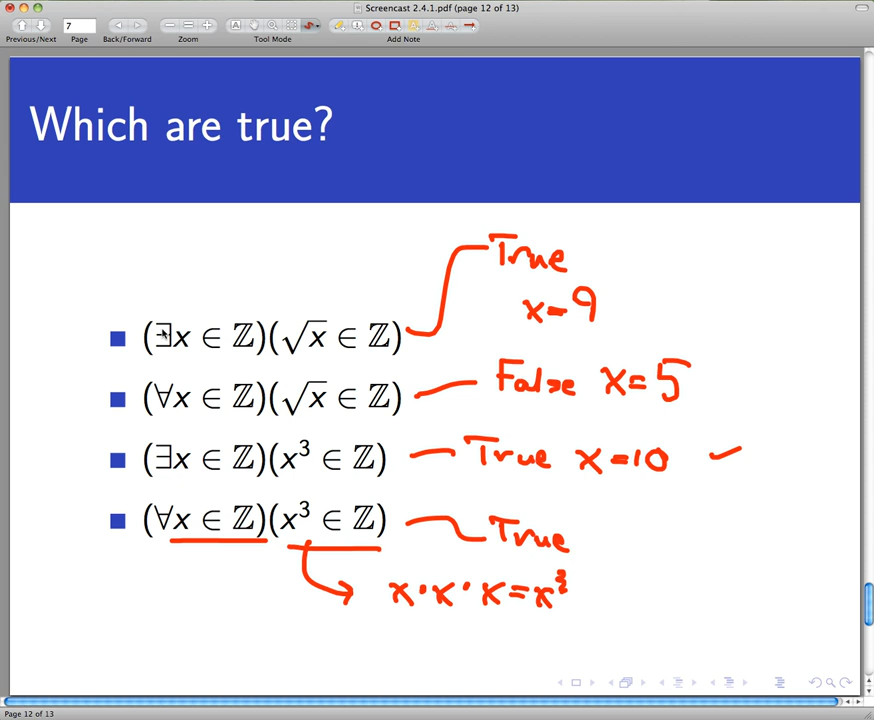 Screencast 2.4.1.pdf (page 12 of 13)
7
Previous/Next Page Back/Forward Zoom Tool Mode Add Note
Which are true?
True
x=9
(∃x ∈ ℤ)(√x ∈ ℤ)
(∀x ∈ ℤ)(√x ∈ ℤ) False x=5
(∃x ∈ ℤ)(x³ ∈ ℤ) True x=10 ✓
(∀x ∈ ℤ)(x³ ∈ ℤ) True
x·x·x=x³
Page 12 of 13